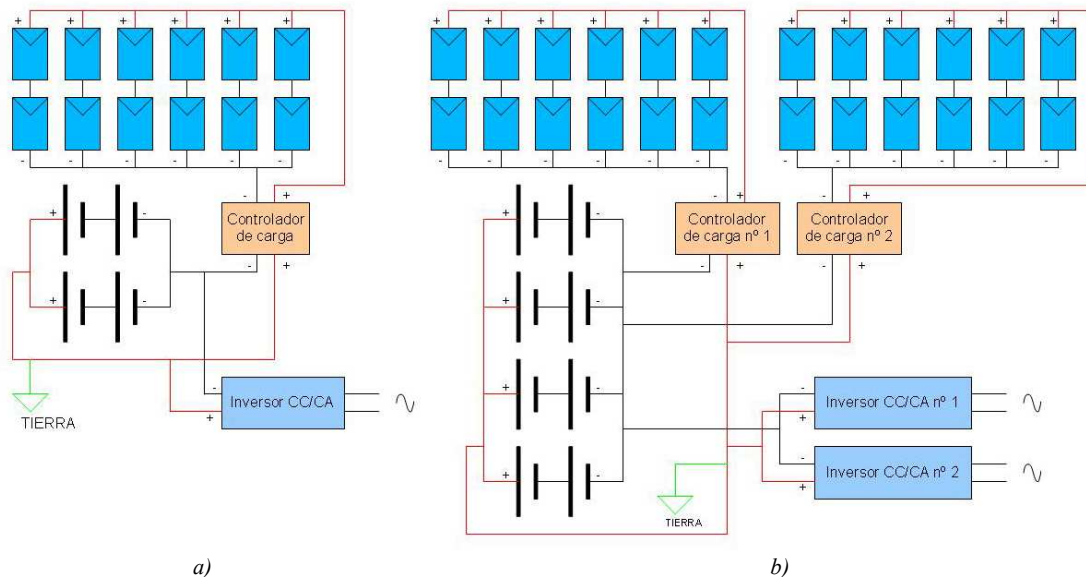 + + + + + +
- - - - - -
- +
Controlador
de carga
- +
+ -
+ -
-
+
Inversor CC/CA
TIERRA
a)
+ + + + + +
- - - - - -
+ + + + + +
- - - - - -
- +
Controlador
de carga nº 1
- +
- +
Controlador
de carga nº 2
- +
+ -
+ -
+ -
+ -
-
+
Inversor CC/CA nº 1
-
+
Inversor CC/CA nº 2
TIERRA
b)